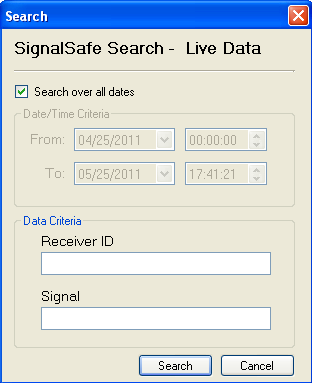 Search
SignalSafe Search - Live Data
Search over all dates
Date/Time Criteria
From: 04/25/2011 00:00:00
To: 05/25/2011 17:41:21
Data Criteria
Receiver ID
Signal
Search Cancel